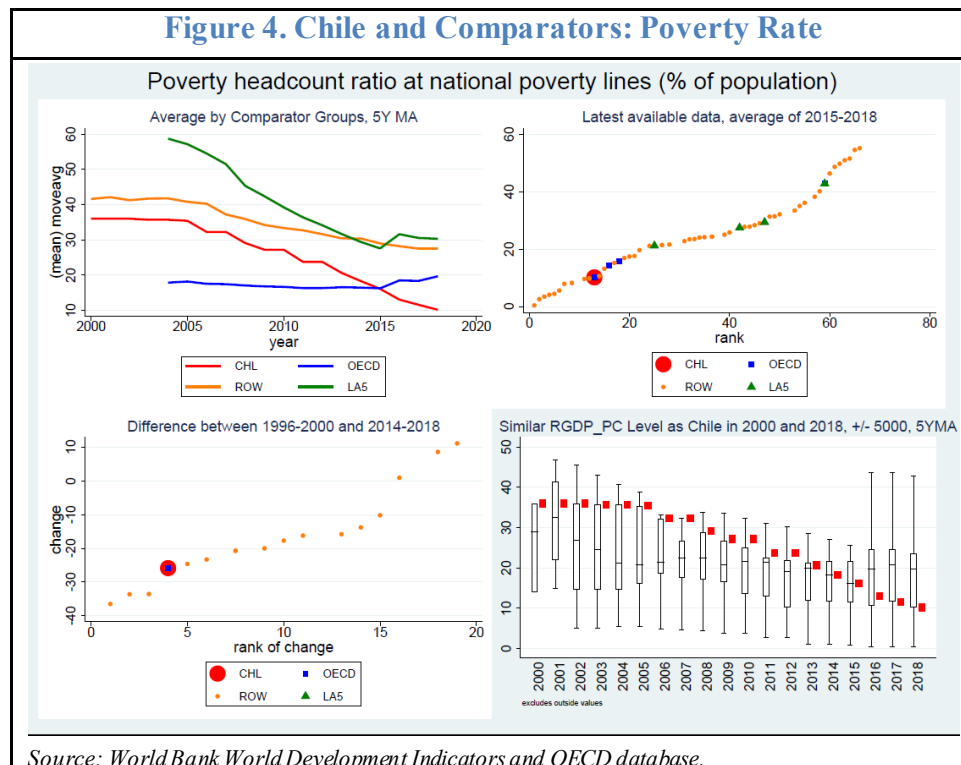 Figure 4. Chile and Comparators: Poverty Rate
Poverty headcount ratio at national poverty lines (% of population)
Average by Comparator Groups, 5Y MA
(mean) moveavg
60
50
40
30
20
10
2000 2005 2010 2015 2020
year
CHL OECD
ROW LA5
Latest available data, average of 2015-2018
60
40
20
0
0 20 40 60 80
rank
CHL OECD
ROW LA5
Difference between 1996-2000 and 2014-2018
change
10
0
-10
-20
-30
-40
0 5 10 15 20
rank of change
CHL OECD
ROW LA5
Similar RGDP_PC Level as Chile in 2000 and 2018, +/- 5000, 5YMA
50
40
30
20
10
0
2000 2001 2002 2003 2004 2005 2006 2007 2008 2009 2010 2011 2012 2013 2014 2015 2016 2017 2018
excludes outside values
Source: World Bank World Development Indicators and OECD database.